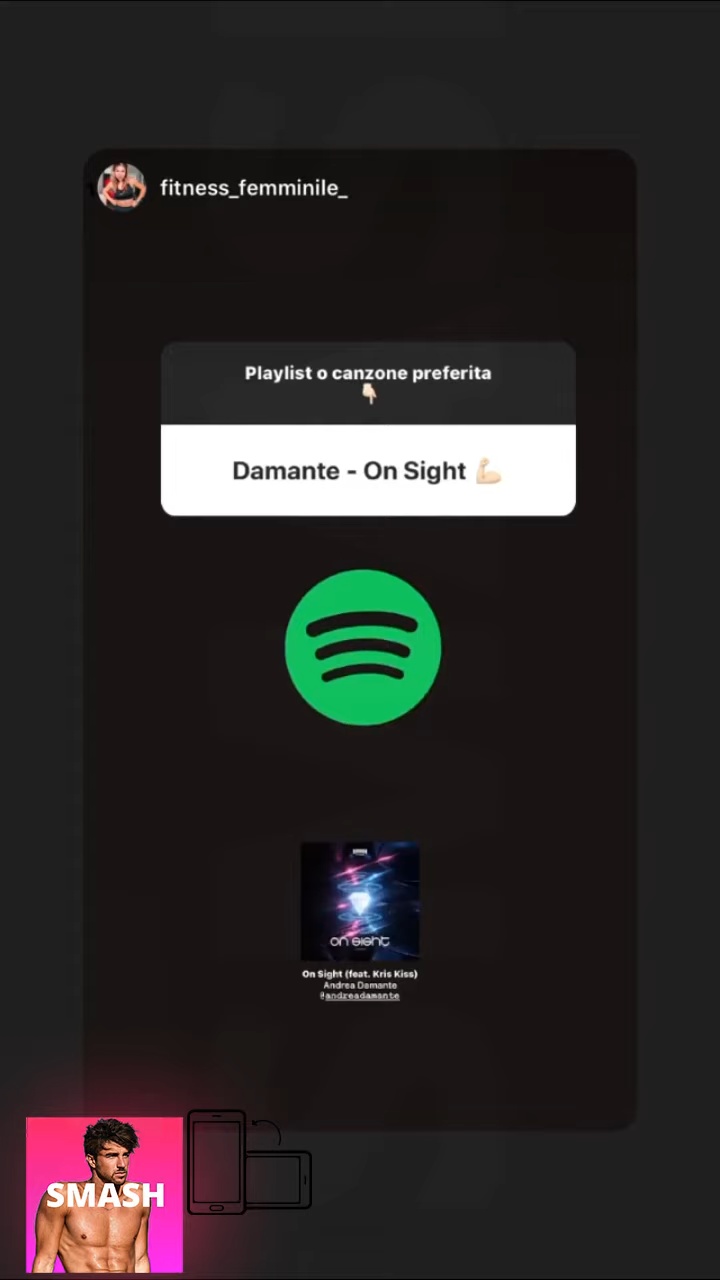 fitness_femminile_
Playlist o canzone preferita
👇🏻
Damante - On Sight 💪🏻
on sight
On Sight (feat. Kris Kiss)
Andrea Damante
@andreadamante
SMASH